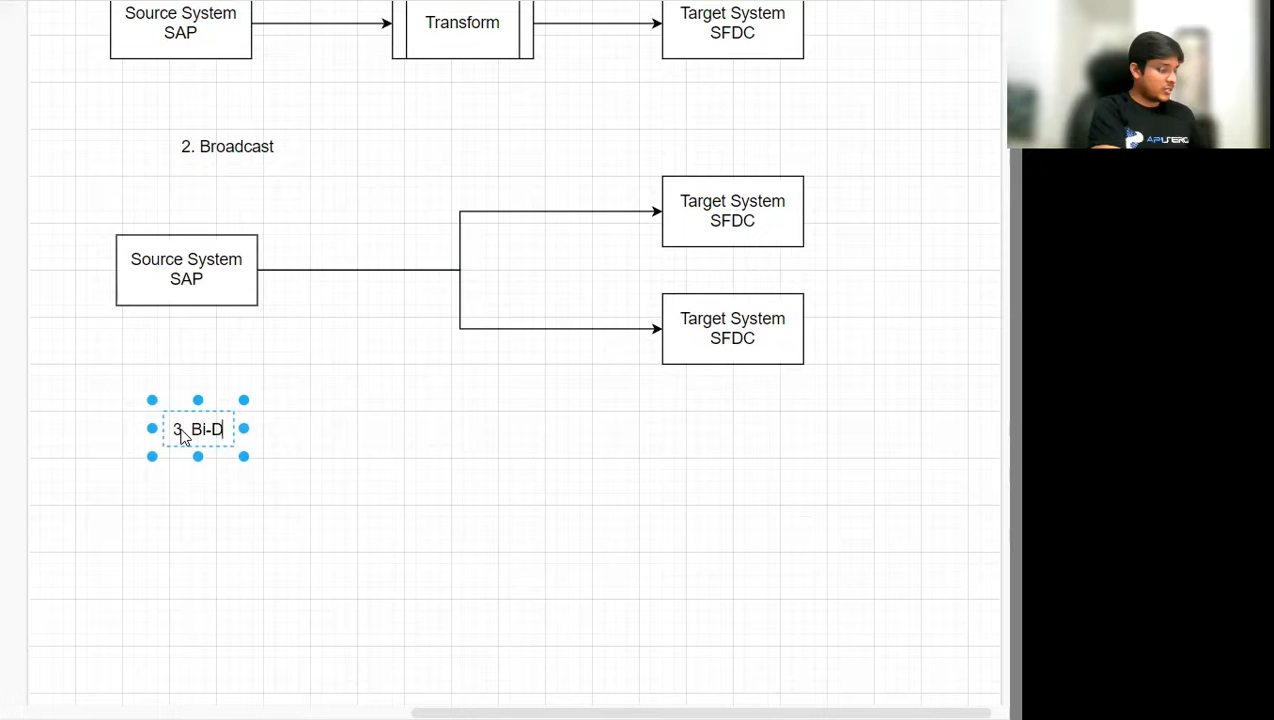 Source System
SAP
Transform
Target System
SFDC
2. Broadcast
Source System
SAP
Target System
SFDC
Target System
SFDC
3. Bi-D
APISERO